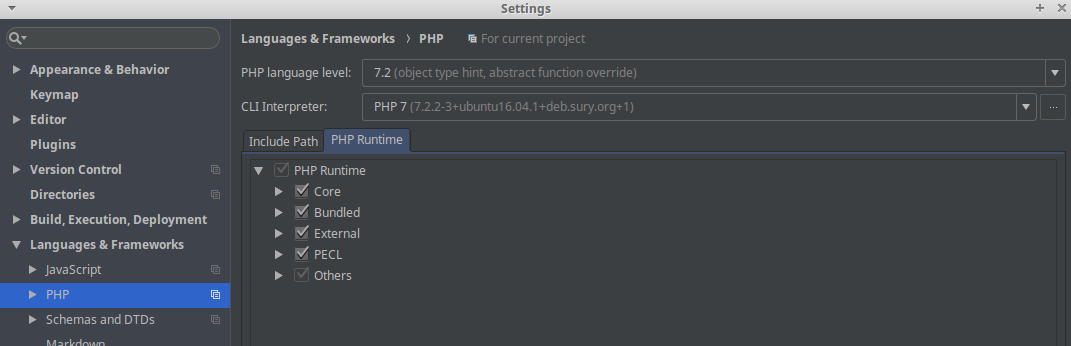 Settings
Languages & Frameworks › PHP For current project
Appearance & Behavior
Keymap
Editor
Plugins
Version Control
Directories
Build, Execution, Deployment
Languages & Frameworks
JavaScript
PHP
Schemas and DTDs
Markdown
PHP language level: 7.2 (object type hint, abstract function override)
CLI Interpreter: PHP 7 (7.2.2-3+ubuntu16.04.1+deb.sury.org+1) ...
Include Path PHP Runtime
PHP Runtime
Core
Bundled
External
PECL
Others